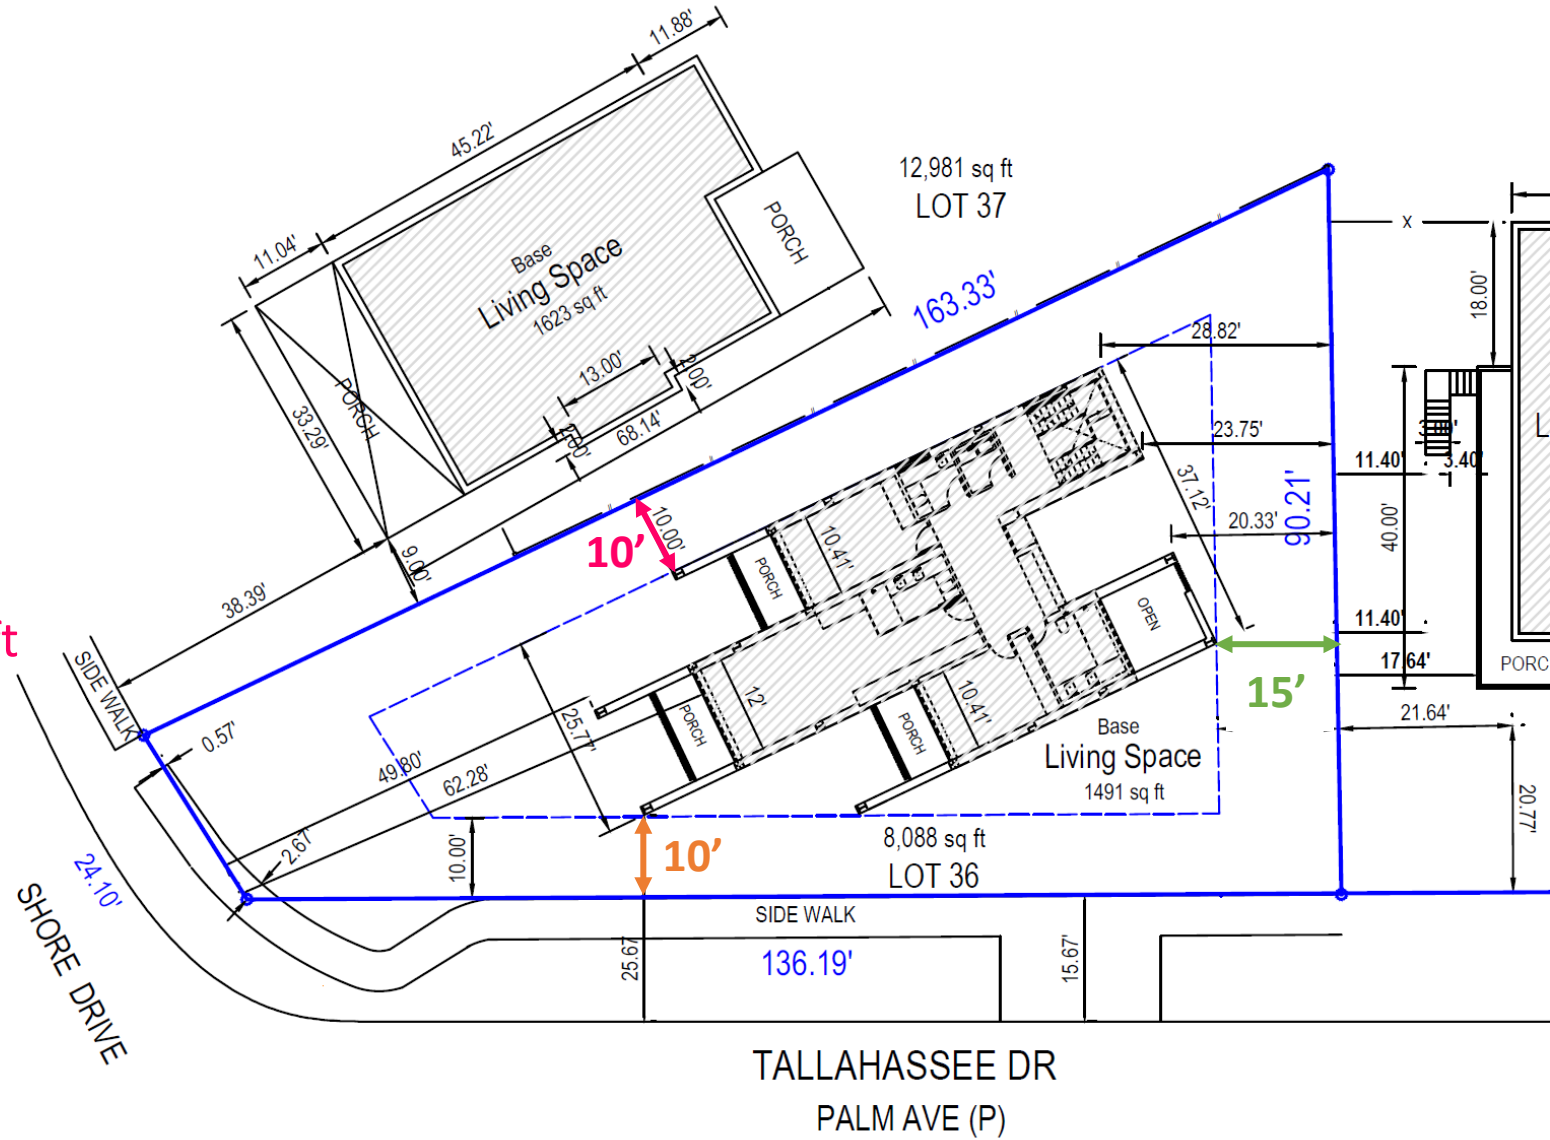 11.88'
45.22'
12,981 sq ft
LOT 37
PORCH
11.04'
Base
Living Space
1623 sq ft
x
18.00'
163.33'
28.82'
13.00'
2.00'
PORCH
33.29'
2.00'
68.14'
23.75'
11.40'
3.40'
37.12'
90.21'
20.33'
40.00'
10.00'
10'
10.41'
PORCH
9.00'
38.39'
OPEN
11.40'
ft
SIDE WALK
17.64'
PORC
15'
12'
10.41'
PORCH
PORCH
25.77'
21.64'
0.57'
Base
Living Space
1491 sq ft
49.80'
62.28'
20.77'
2.67'
10.00'
10'
8,088 sq ft
LOT 36
24.10'
SIDE WALK
25.67
136.19'
15.67'
SHORE DRIVE
TALLAHASSEE DR
PALM AVE (P)